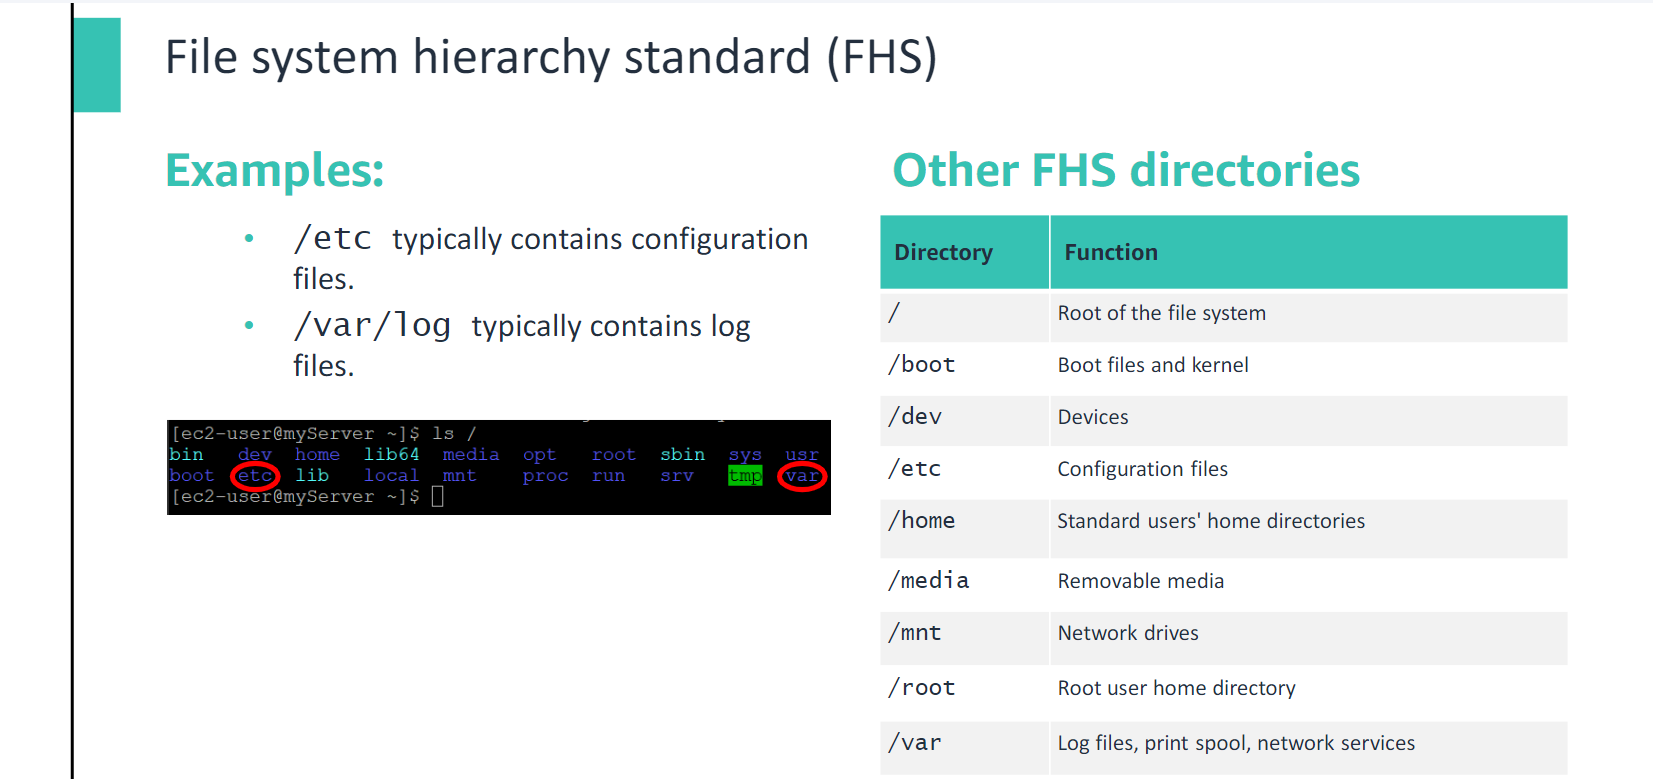 File system hierarchy standard (FHS)
Examples:
• /etc typically contains configuration
files.
• /var/log typically contains log
files.
[ec2-user@myServer ~]$ ls /
bin dev home lib64 media opt root sbin sys usr
boot etc lib local mnt proc run srv tmp var
[ec2-user@myServer ~]$
Other FHS directories
Directory Function
/ Root of the file system
/boot Boot files and kernel
/dev Devices
/etc Configuration files
/home Standard users' home directories
/media Removable media
/mnt Network drives
/root Root user home directory
/var Log files, print spool, network services